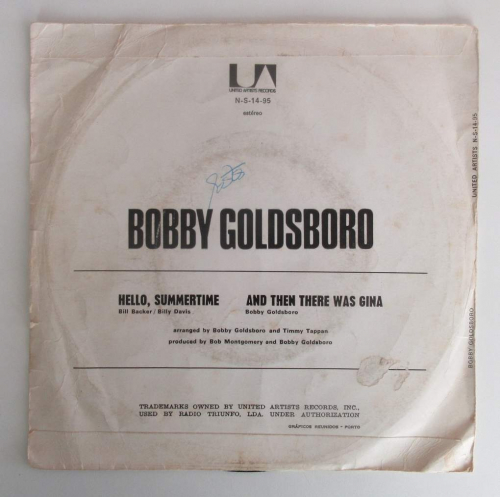 UA
UNITED ARTISTS RECORDS
N-S-14-95
estéreo
BOBBY GOLDSBORO
HELLO, SUMMERTIME
Bill Backer / Billy Davis
AND THEN THERE WAS GINA
Bobby Goldsboro
arranged by Bobby Goldsboro and Timmy Tappan
produced by Bob Montgomery and Bobby Goldsboro
TRADEMARKS OWNED BY UNITED ARTISTS RECORDS, INC.,
USED BY RADIO TRIUNFO, LDA. UNDER AUTHORIZATION
GRÁFICOS REUNIDOS - PORTO
UNITED ARTISTS N-S-14-95
BOBBY GOLDSBORO